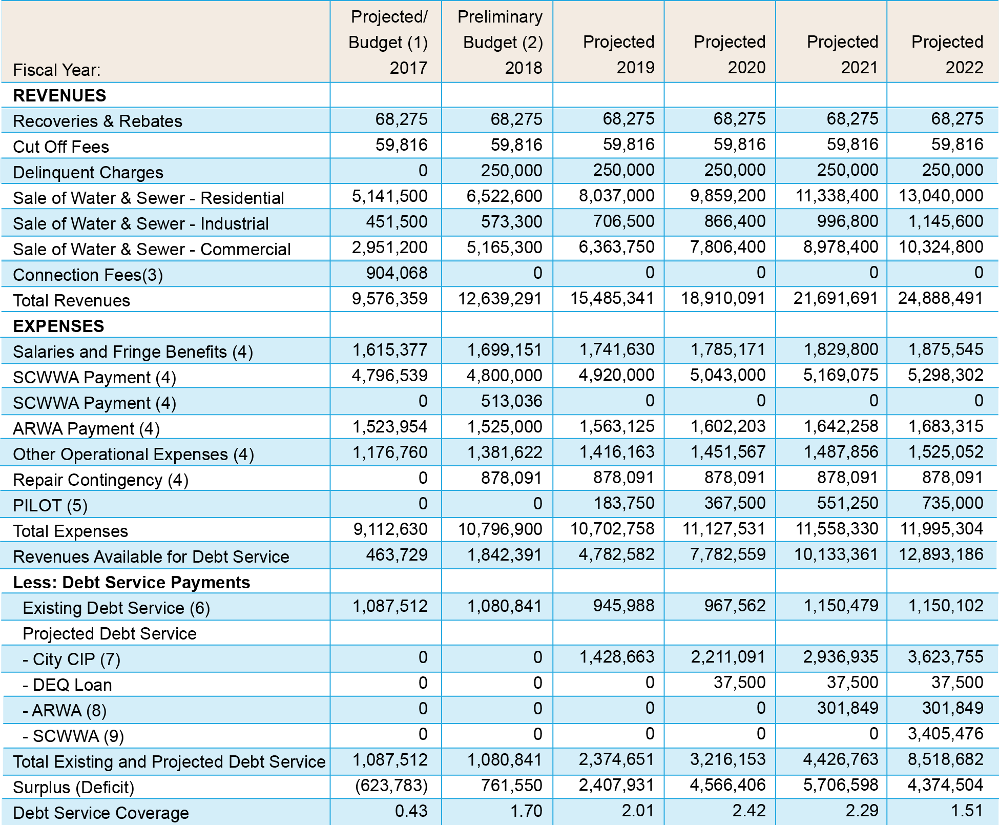 Fiscal Year: Projected/ Budget (1) 2017 Preliminary Budget (2) 2018 Projected 2019 Projected 2020 Projected 2021 Projected 2022
REVENUES
Recoveries & Rebates 68,275 68,275 68,275 68,275 68,275 68,275
Cut Off Fees 59,816 59,816 59,816 59,816 59,816 59,816
Delinquent Charges 0 250,000 250,000 250,000 250,000 250,000
Sale of Water & Sewer - Residential 5,141,500 6,522,600 8,037,000 9,859,200 11,338,400 13,040,000
Sale of Water & Sewer - Industrial 451,500 573,300 706,500 866,400 996,800 1,145,600
Sale of Water & Sewer - Commercial 2,951,200 5,165,300 6,363,750 7,806,400 8,978,400 10,324,800
Connection Fees(3) 904,068 0 0 0 0 0
Total Revenues 9,576,359 12,639,291 15,485,341 18,910,091 21,691,691 24,888,491
EXPENSES
Salaries and Fringe Benefits (4) 1,615,377 1,699,151 1,741,630 1,785,171 1,829,800 1,875,545
SCWWA Payment (4) 4,796,539 4,800,000 4,920,000 5,043,000 5,169,075 5,298,302
SCWWA Payment (4) 0 513,036 0 0 0 0
ARWA Payment (4) 1,523,954 1,525,000 1,563,125 1,602,203 1,642,258 1,683,315
Other Operational Expenses (4) 1,176,760 1,381,622 1,416,163 1,451,567 1,487,856 1,525,052
Repair Contingency (4) 0 878,091 878,091 878,091 878,091 878,091
PILOT (5) 0 0 183,750 367,500 551,250 735,000
Total Expenses 9,112,630 10,796,900 10,702,758 11,127,531 11,558,330 11,995,304
Revenues Available for Debt Service 463,729 1,842,391 4,782,582 7,782,559 10,133,361 12,893,186
Less: Debt Service Payments
Existing Debt Service (6) 1,087,512 1,080,841 945,988 967,562 1,150,479 1,150,102
Projected Debt Service
- City CIP (7) 0 0 1,428,663 2,211,091 2,936,935 3,623,755
- DEQ Loan 0 0 0 37,500 37,500 37,500
- ARWA (8) 0 0 0 0 301,849 301,849
- SCWWA (9) 0 0 0 0 0 3,405,476
Total Existing and Projected Debt Service 1,087,512 1,080,841 2,374,651 3,216,153 4,426,763 8,518,682
Surplus (Deficit) (623,783) 761,550 2,407,931 4,566,406 5,706,598 4,374,504
Debt Service Coverage 0.43 1.70 2.01 2.42 2.29 1.51